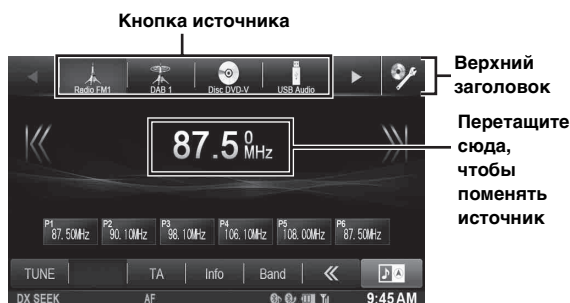 Кнопка источника
Radio FM1 DAB 1 Disc DVD-V USB Audio
Верхний
заголовок
87.50 MHz
Перетащите
сюда,
чтобы
поменять
источник
P1 87. 50MHz P2 90. 10MHz P3 98. 10MHz P4 106. 10MHz P5 108. 00MHz P6 87. 50MHz
TUNE TA Info Band
DX SEEK AF 9:45 AM